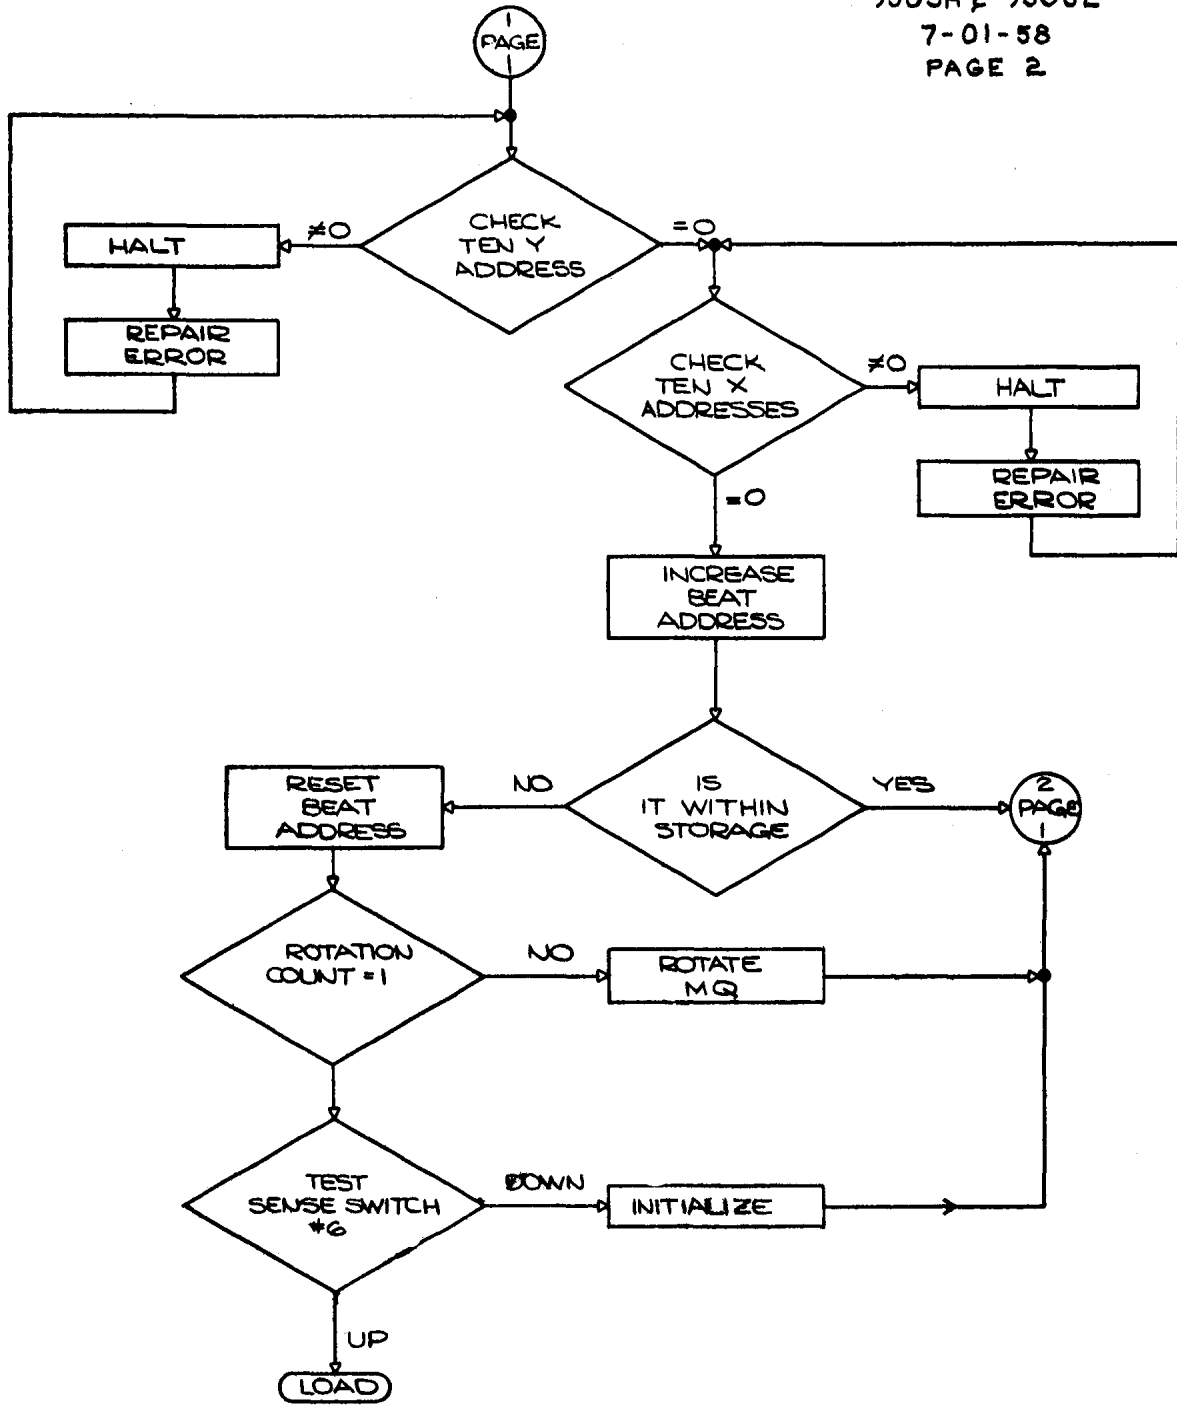 7-01-58
PAGE 2
1
PAGE
CHECK
TEN Y
ADDRESS
≠0
=0
HALT
REPAIR
ERROR
CHECK
TEN X
ADDRESSES
≠0
HALT
REPAIR
ERROR
=0
INCREASE
BEAT
ADDRESS
IS
IT WITHIN
STORAGE
NO
YES
RESET
BEAT
ADDRESS
2
PAGE
1
ROTATION
COUNT = 1
NO
ROTATE
MQ
TEST
SENSE SWITCH
#6
DOWN
INITIALIZE
UP
LOAD